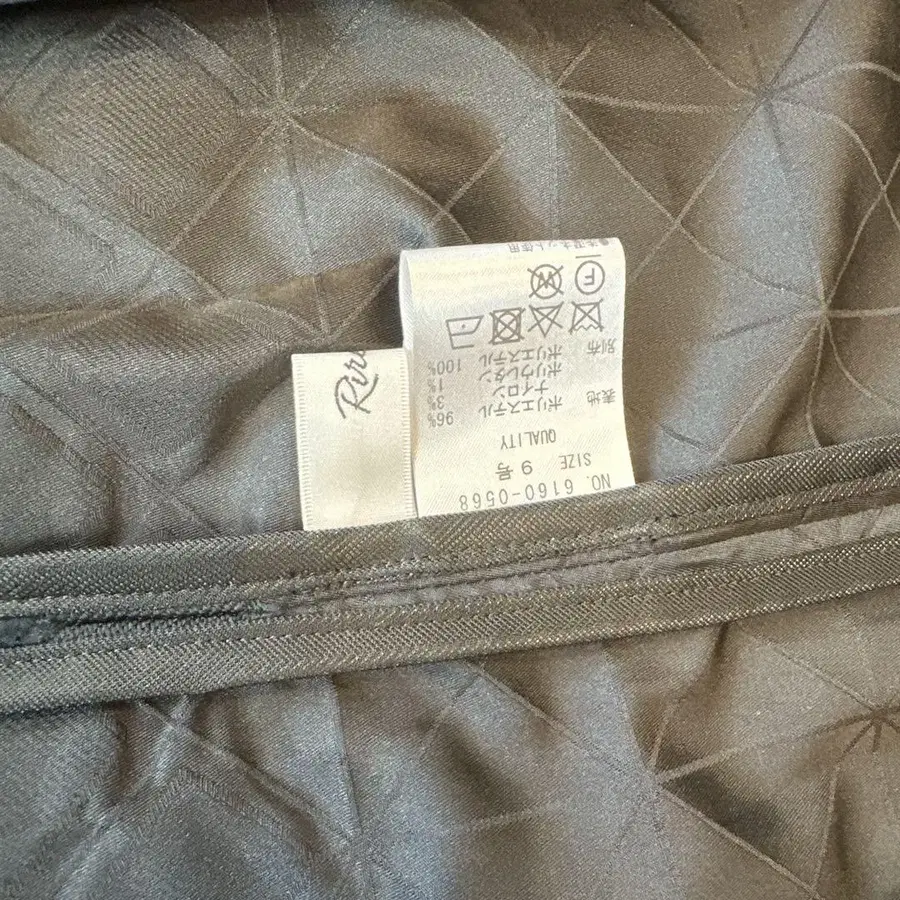 NO. 6160-0568
SIZE 9号
QUALITY
表地 ポリエステル 96%
ナイロン 3%
ポリウレタン 1%
別布 ポリエステル 100%
W
F